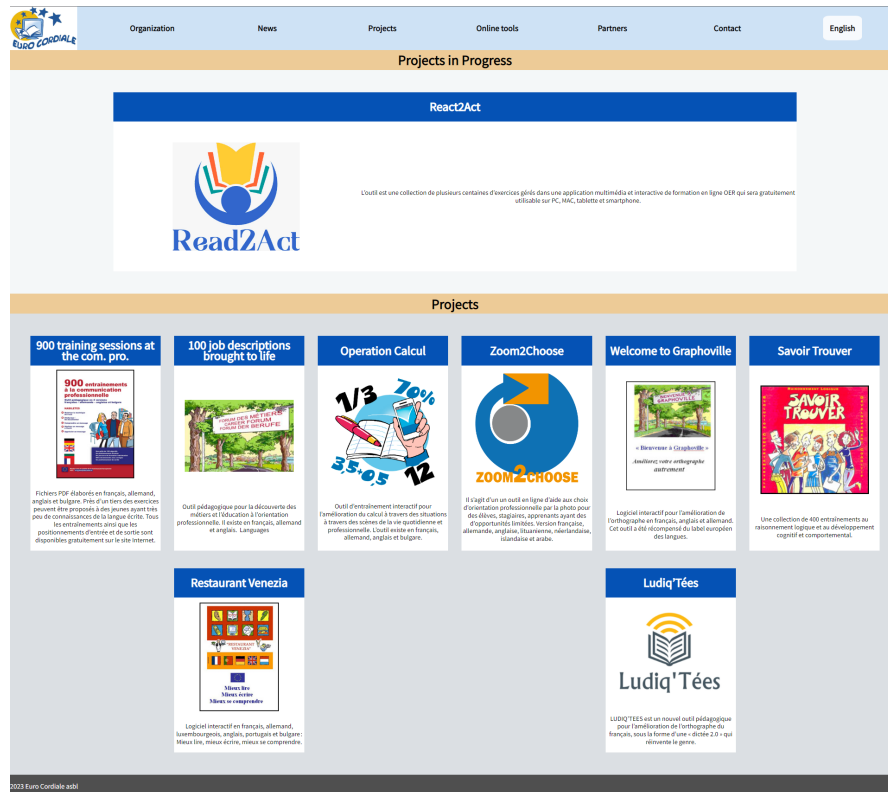 EURO CORDIALE
Organization
News
Projects
Online tools
Partners
Contact
English
Projects in Progress
React2Act
Read2Act
L'outil est une collection de plusieurs centaines d'exercices gérés dans une application multimédia et interactive de formation en ligne OER qui sera gratuitement
utilisable sur PC, MAC, tablette et smartphone.
Projects
900 training sessions at
the com. pro.
900 entrainements
à la communication
professionnelle
Fichiers PDF élaborés en français, allemand,
anglais et bulgare. Près d'un tiers des exercices
peuvent être proposés à des jeunes ayant très
peu de connaissances de la langue écrite. Tous
les entraînements ainsi que les
positionnements d'entrée et de sortie sont
disponibles gratuitement sur le site Internet.
100 job descriptions
brought to life
FORUM DES MÉTIERS
CAREER FORUM
FORUM DER BERUFE
Outil pédagogique pour la découverte des
métiers et l'éducation à l'orientation
professionnelle. Il existe en français, allemand
et anglais. Languages
Operation Calcul
1/3
70%
3,5+0,5
12
Outil d'entraînement interactif pour
l'amélioration du calcul à travers des situations
à travers des scènes de la vie quotidienne et
professionnelle. L'outil existe en français,
allemand, anglais et bulgare.
Zoom2Choose
ZOOM2CHOOSE
Il s'agit d'un un outil en ligne d'aide aux choix
d'orientation professionnelle par la photo pour
des élèves, stagiaires, apprenants ayant des
d'opportunités limitées. Version française,
allemande, anglaise, lituanienne, néerlandaise,
islandaise et arabe.
Welcome to Graphoville
BIENVENUE A
GRAPHOVILLE
« Bienvenue à Graphoville »
Améliorez votre orthographe
autrement
Logiciel interactif pour l'amélioration de
l'orthographe en français, anglais et allemand.
Cet outil a été récompensé du label européen
des langues.
Savoir Trouver
RAISONNEMENT LOGIQUE
SAVOIR
TROUVER
Une collection de 400 entraînements au
raisonnement logique et au développement
cognitif et comportemental.
Restaurant Venezia
"RESTAURANT
VENEZIA"
Mieux lire
Mieux écrire
Mieux se comprendre
Logiciel interactif en français, allemand,
luxembourgeois, anglais, portugais et bulgare :
Mieux lire, mieux écrire, mieux se comprendre.
Ludiq'Tées
Ludiq'Tées
LUDIQ'TEES est un nouvel outil pédagogique
pour l'amélioration de l'orthographe du
français, sous la forme d'une « dictée 2.0 » qui
réinvente le genre.
2023 Euro Cordiale asbl